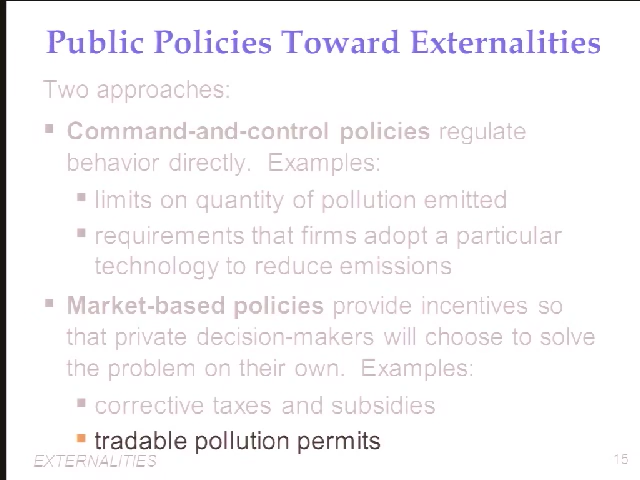 Public Policies Toward Externalities
Two approaches:
▪ Command-and-control policies regulate
behavior directly.  Examples:
▪ limits on quantity of pollution emitted
▪ requirements that firms adopt a particular
technology to reduce emissions
▪ Market-based policies provide incentives so
that private decision-makers will choose to solve
the problem on their own.  Examples:
▪ corrective taxes and subsidies
▪ tradable pollution permits
EXTERNALITIES 15